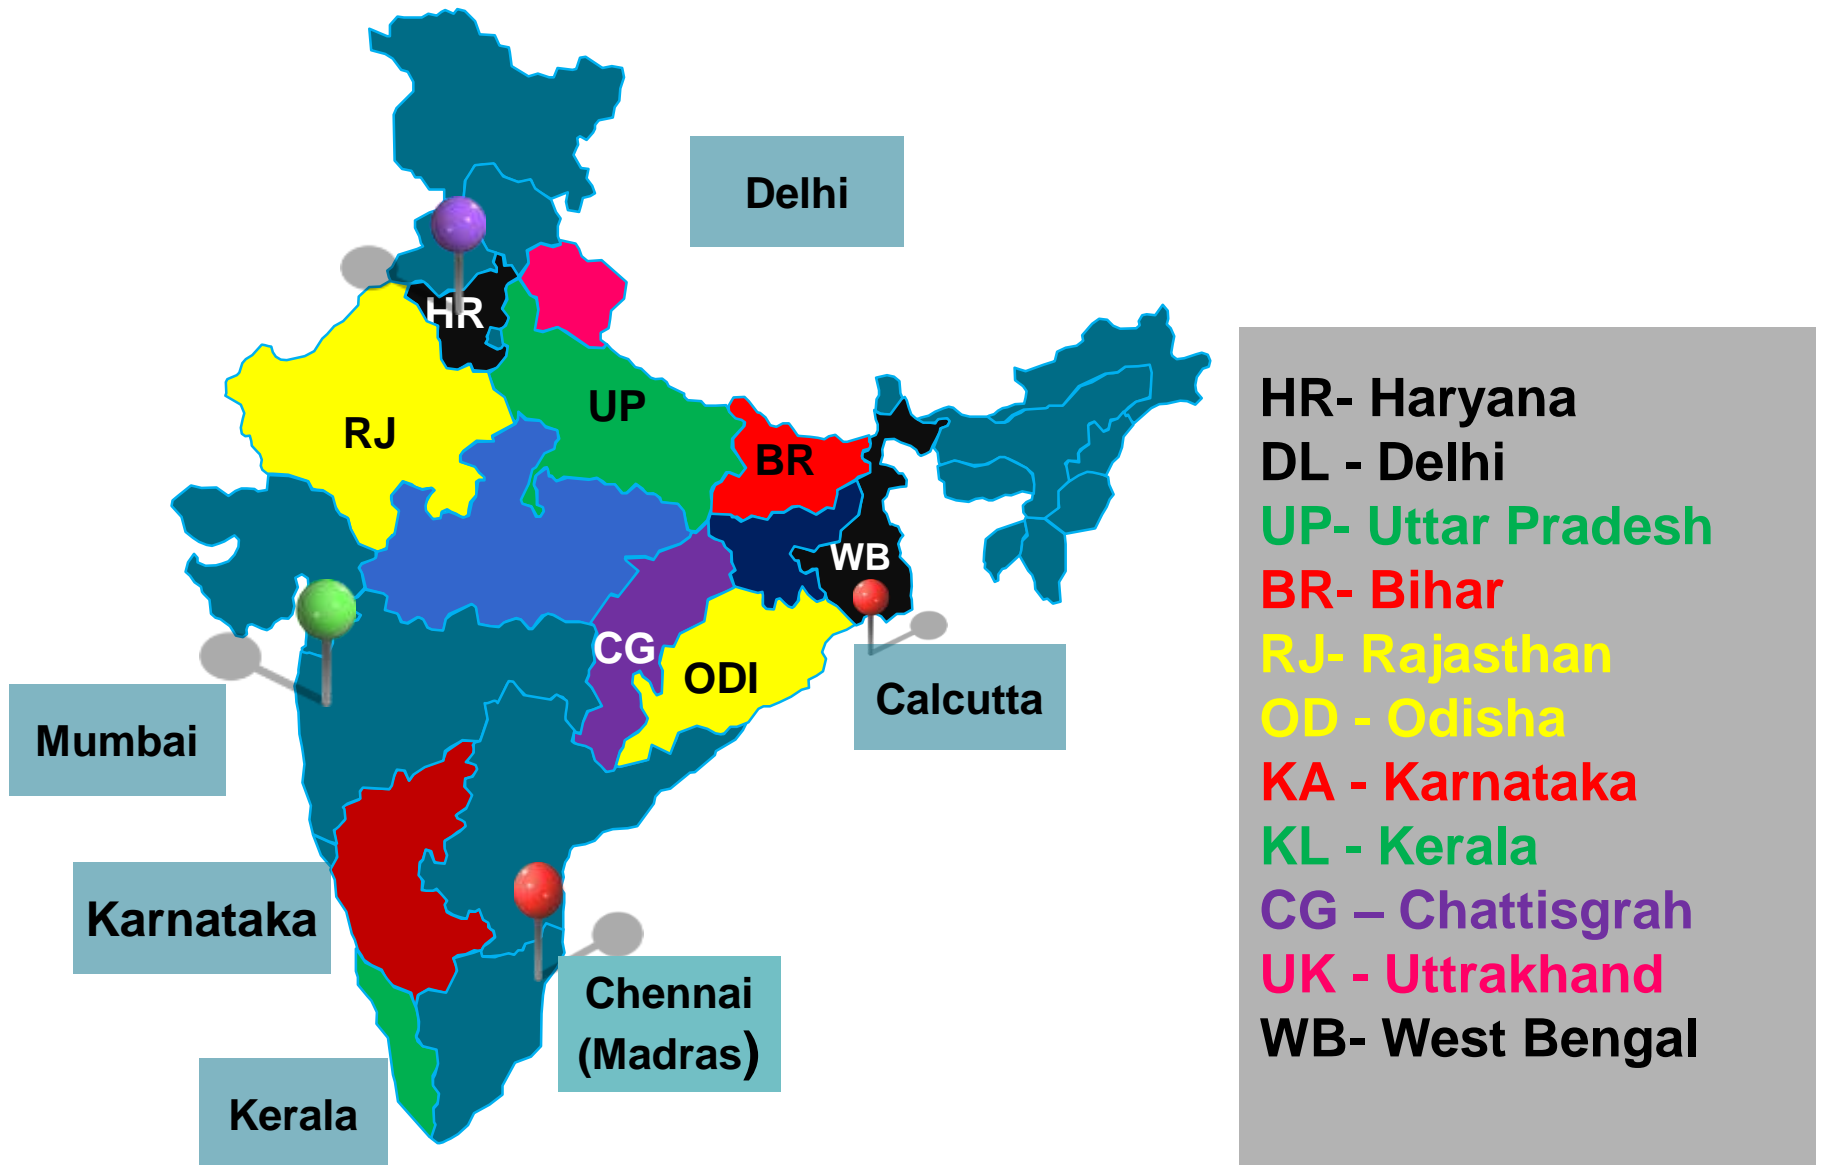 Delhi
HR
UP
RJ
BR
WB
CG
ODI
Calcutta
Mumbai
Karnataka
Chennai
(Madras)
Kerala
HR- Haryana
DL - Delhi
UP- Uttar Pradesh
BR- Bihar
RJ- Rajasthan
OD - Odisha
KA - Karnataka
KL - Kerala
CG – Chattisgrah
UK - Uttrakhand
WB- West Bengal